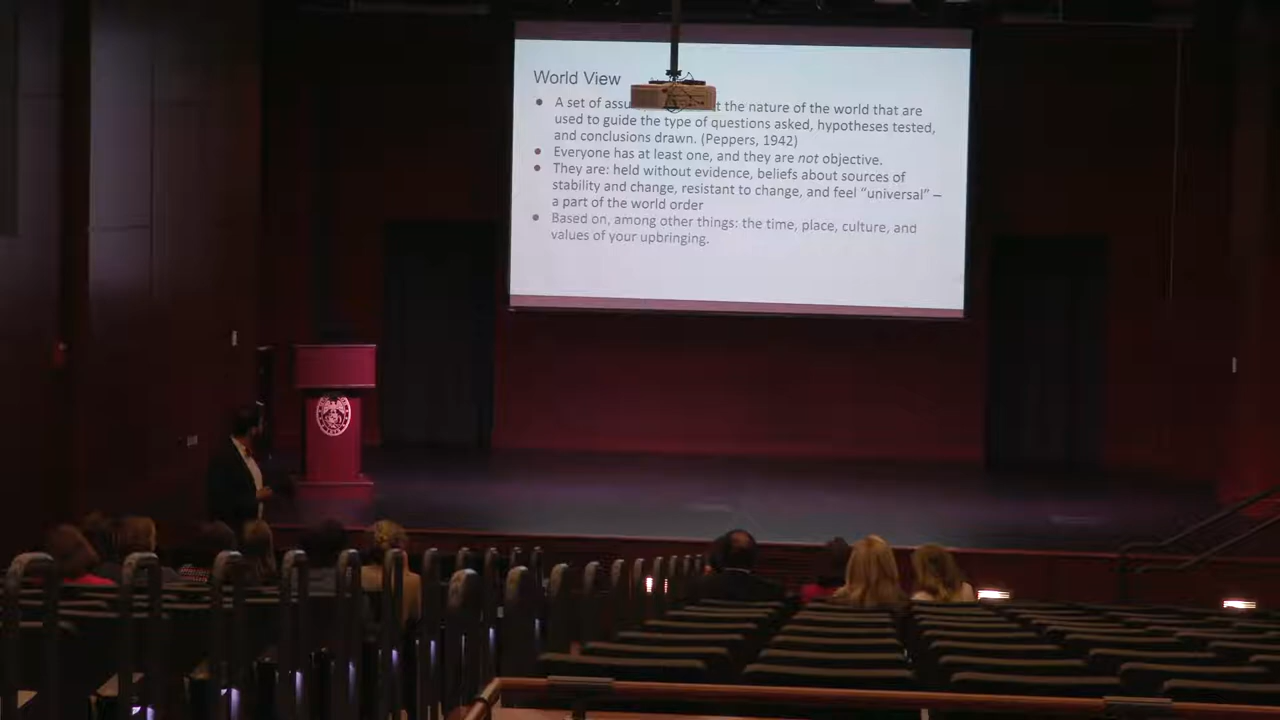 World View
• A set of assu t the nature of the world that are
used to guide the type of questions asked, hypotheses tested,
and conclusions drawn. (Peppers, 1942)
• Everyone has at least one, and they are not objective.
• They are: held without evidence, beliefs about sources of
stability and change, resistant to change, and feel “universal” –
a part of the world order
• Based on, among other things: the time, place, culture, and
values of your upbringing.